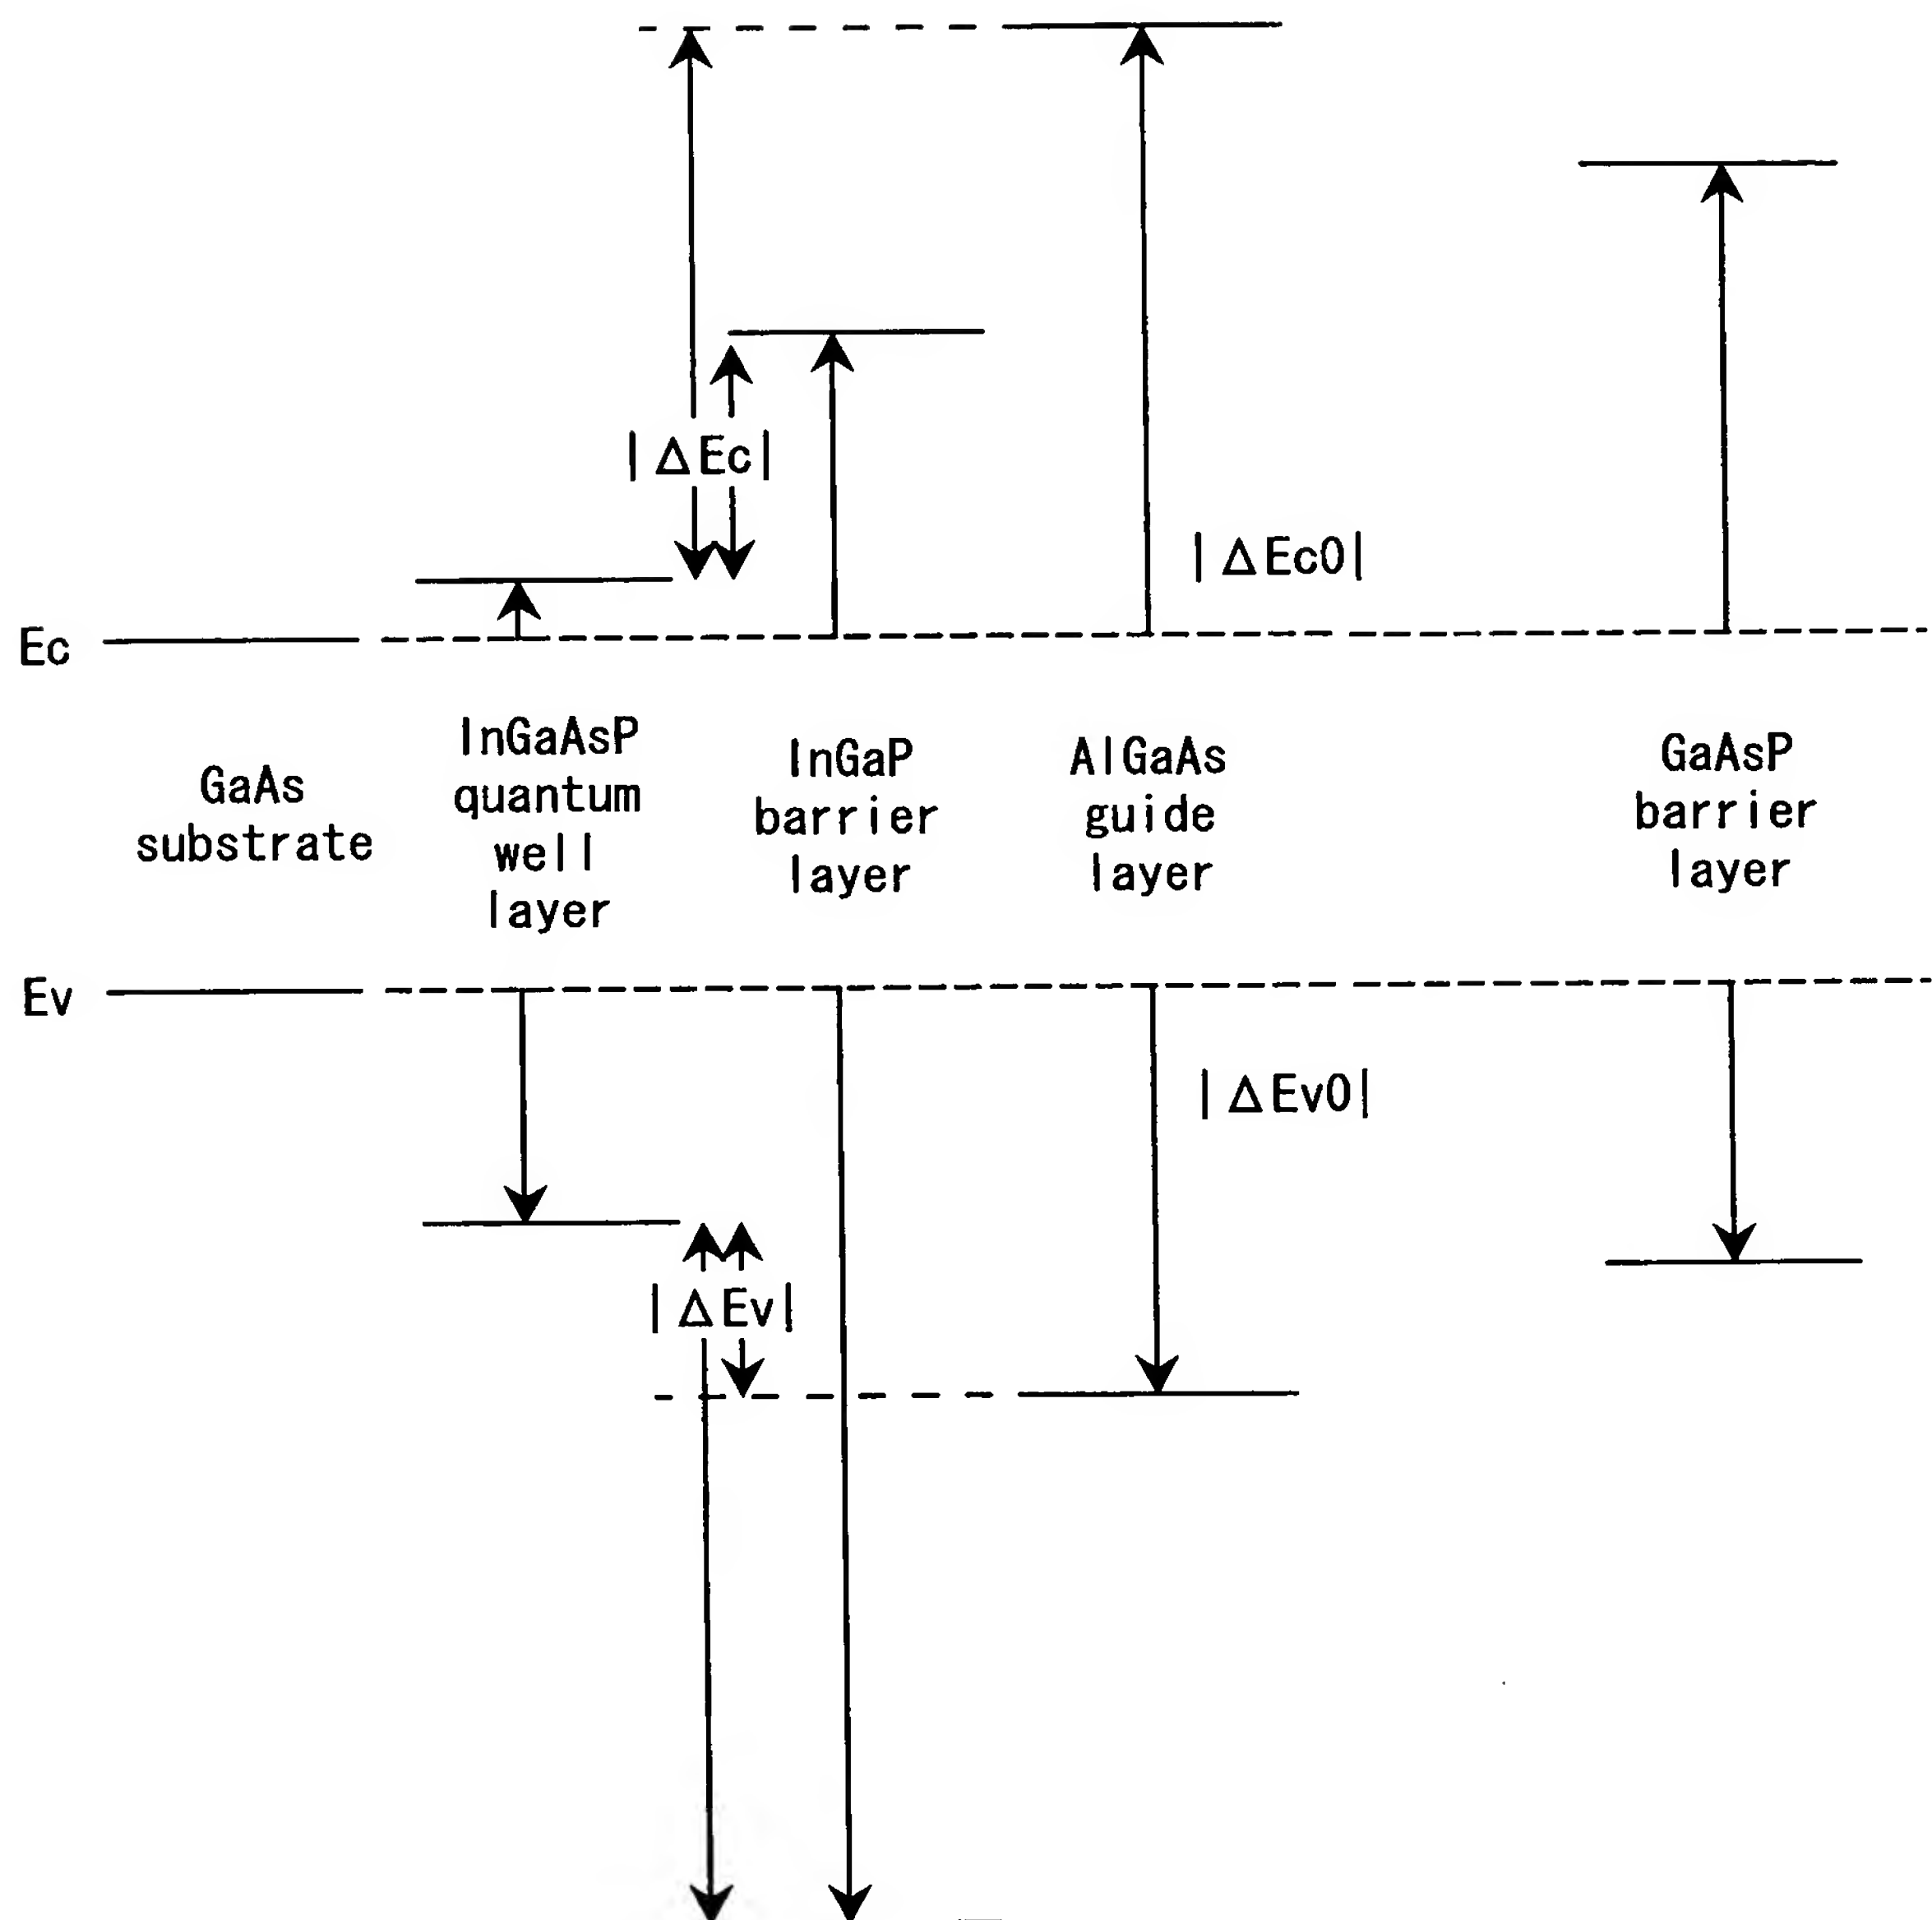 |ΔEc|
|ΔEc0|
Ec
GaAs
substrate
InGaAsP
quantum
well
layer
InGaP
barrier
layer
AlGaAs
guide
layer
GaAsP
barrier
layer
Ev
|ΔEv0|
|ΔEv|